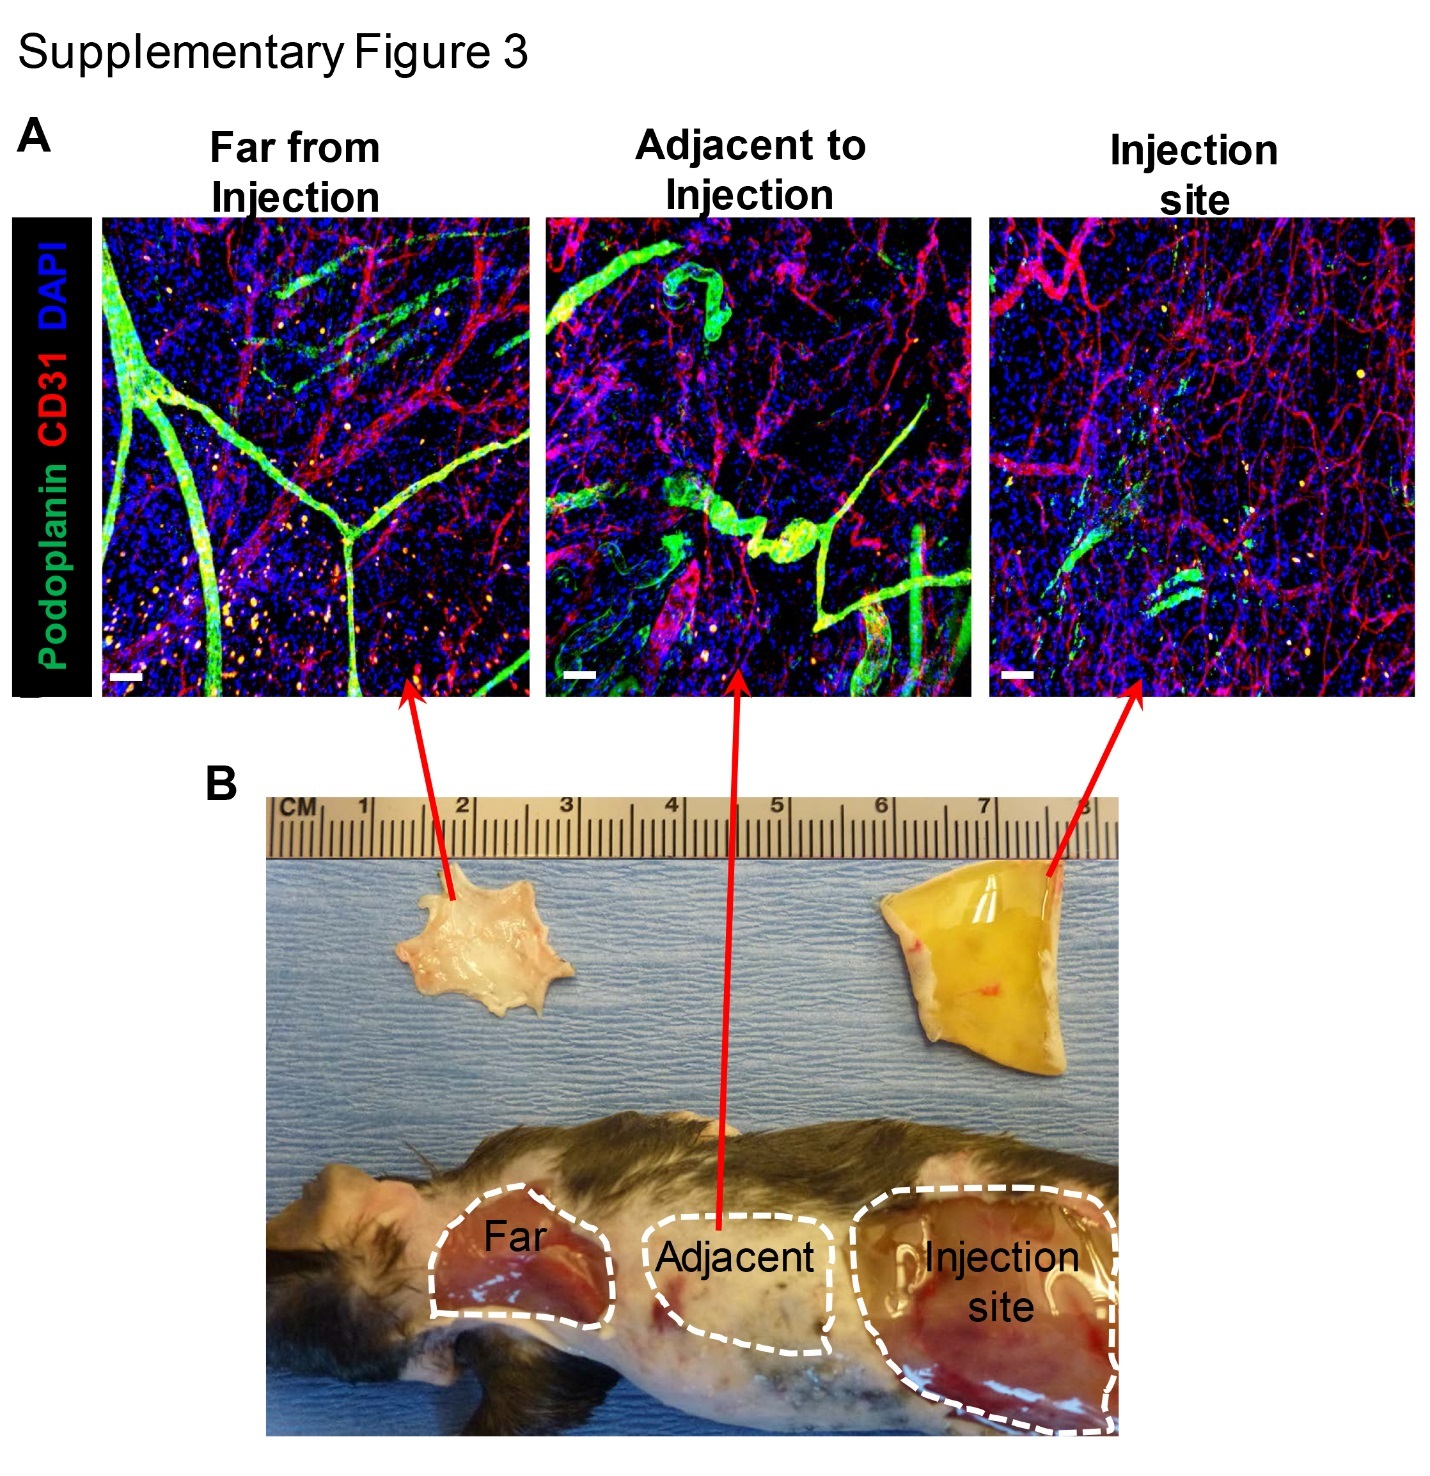 Supplementary Figure 3
A
Far from
Injection
Adjacent to
Injection
Injection
site
Podoplanin CD31 DAPI
B
CM 1 2 3 4 5 6 7 8
Far
Adjacent
Injection
site